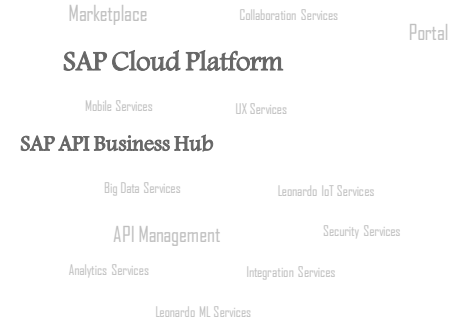 Marketplace
Collaboration Services
Portal
SAP Cloud Platform
Mobile Services
UX Services
SAP API Business Hub
Big Data Services
Leonardo IoT Services
API Management
Security Services
Analytics Services
Integration Services
Leonardo ML Services